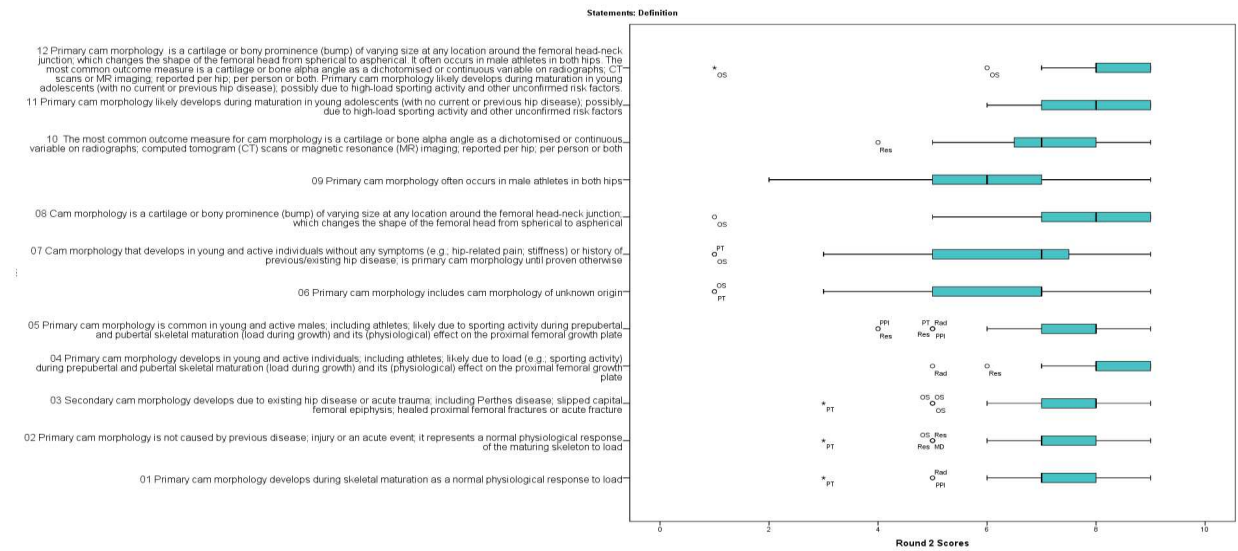 Statements: Definition
12 Primary cam morphology is a cartilage or bony prominence (bump) of varying size at any location around the femoral head-neck
junction; which changes the shape of the femoral head from spherical to aspherical. It often occurs in male athletes in both hips. The
most common outcome measure is a cartilage or bone alpha angle as a dichotomised or continuous variable on radiographs; CT
scans or MR imaging; reported per hip; per person or both. Primary cam morphology likely develops during maturation in young
adolescents (with no current or previous hip disease); possibly due to high-load sporting activity and other unconfirmed risk factors.
* OS
OS
11 Primary cam morphology likely develops during maturation in young adolescents (with no current or previous hip disease); possibly
due to high-load sporting activity and other unconfirmed risk factors
10 The most common outcome measure for cam morphology is a cartilage or bone alpha angle as a dichotomised or continuous
variable on radiographs; computed tomogram (CT) scans or magnetic resonance (MR) imaging; reported per hip; per person or both
Res
09 Primary cam morphology often occurs in male athletes in both hips
08 Cam morphology is a cartilage or bony prominence (bump) of varying size at any location around the femoral head-neck junction;
which changes the shape of the femoral head from spherical to aspherical
OS
07 Cam morphology that develops in young and active individuals without any symptoms (e.g.; hip-related pain; stiffness) or history of
previous/existing hip disease; is primary cam morphology until proven otherwise
PT
OS
06 Primary cam morphology includes cam morphology of unknown origin
OS
PT
05 Primary cam morphology is common in young and active males; including athletes; likely due to sporting activity during prepubertal
and pubertal skeletal maturation (load during growth) and its (physiological) effect on the proximal femoral growth plate
PPI PT Rad
Res Res PPI
04 Primary cam morphology develops in young and active individuals; including athletes; likely due to load (e.g.; sporting activity)
during prepubertal and pubertal skeletal maturation (load during growth) and its (physiological) effect on the proximal femoral growth
plate
Rad Res
03 Secondary cam morphology develops due to existing hip disease or acute trauma; including Perthes disease; slipped capital
femoral epiphysis; healed proximal femoral fractures or acute fracture
OS OS
* PT OS
02 Primary cam morphology is not caused by previous disease; injury or an acute event; it represents a normal physiological response
of the maturing skeleton to load
OS Res
* PT Res MD
01 Primary cam morphology develops during skeletal maturation as a normal physiological response to load
Rad
* PT PPI
0 2 4 6 8 10
Round 2 Scores